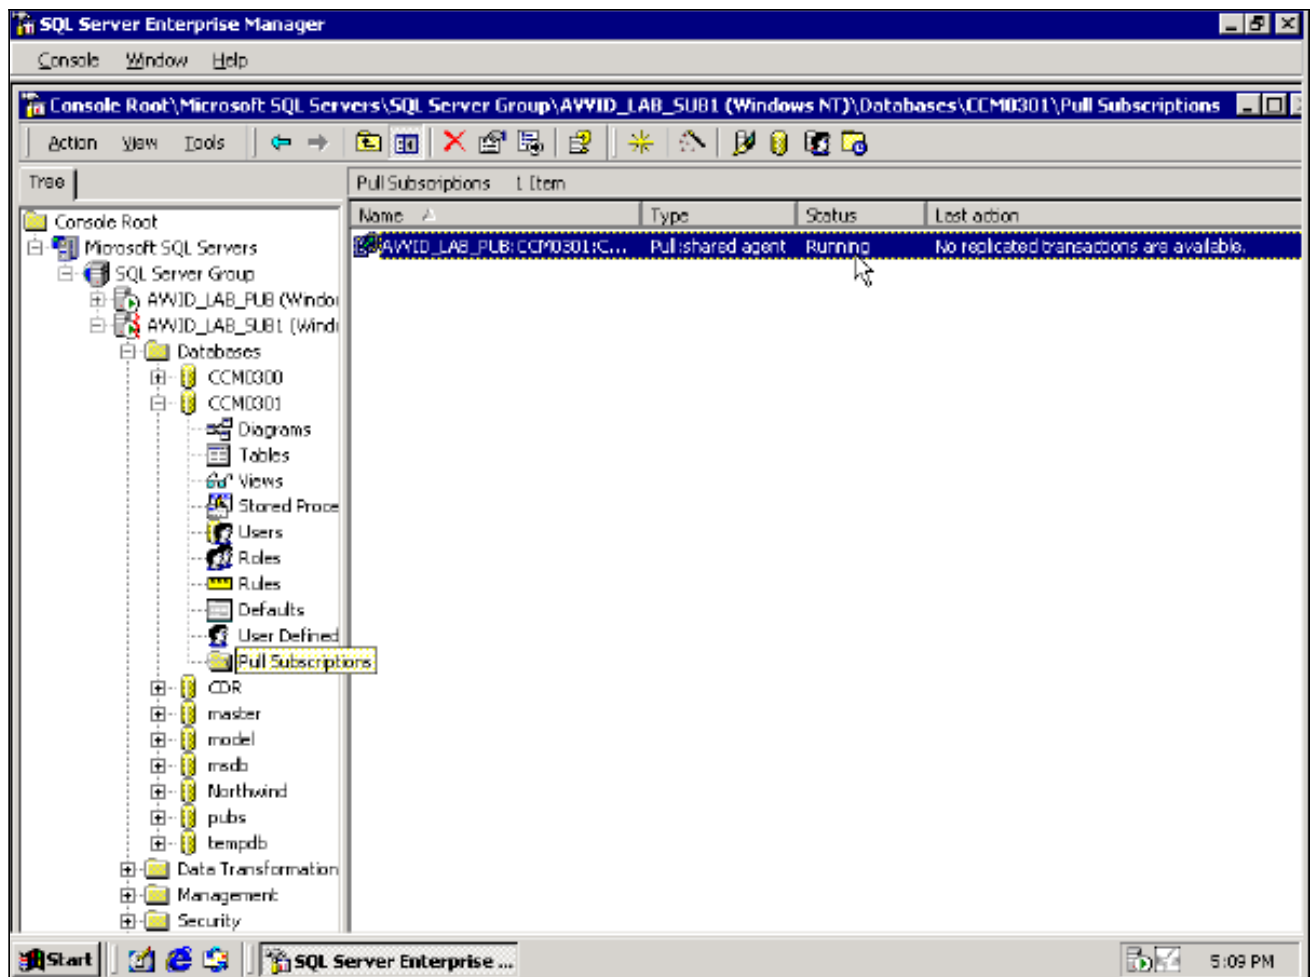 SQL Server Enterprise Manager
Console Window Help
Console Root\Microsoft SQL Servers\SQL Server Group\AVVID_LAB_SUB1 (Windows NT)\Databases\CCM0301\Pull Subscriptions
Action View Tools
Tree
Pull Subscriptions 1 Item
Name Type Status Last action
AVVID_LAB_PUB:CCM0301:C... Pull:shared agent Running No replicated transactions are available.
Console Root
Microsoft SQL Servers
SQL Server Group
AVVID_LAB_PUB (Windo
AVVID_LAB_SUB1 (Wind
Databases
CCM0300
CCM0301
Diagrams
Tables
Views
Stored Proce
Users
Roles
Rules
Defaults
User Defined
Pull Subscriptions
CDR
master
model
msdb
Northwind
pubs
tempdb
Data Transformation
Management
Security
Start SQL Server Enterprise ... 5:09 PM